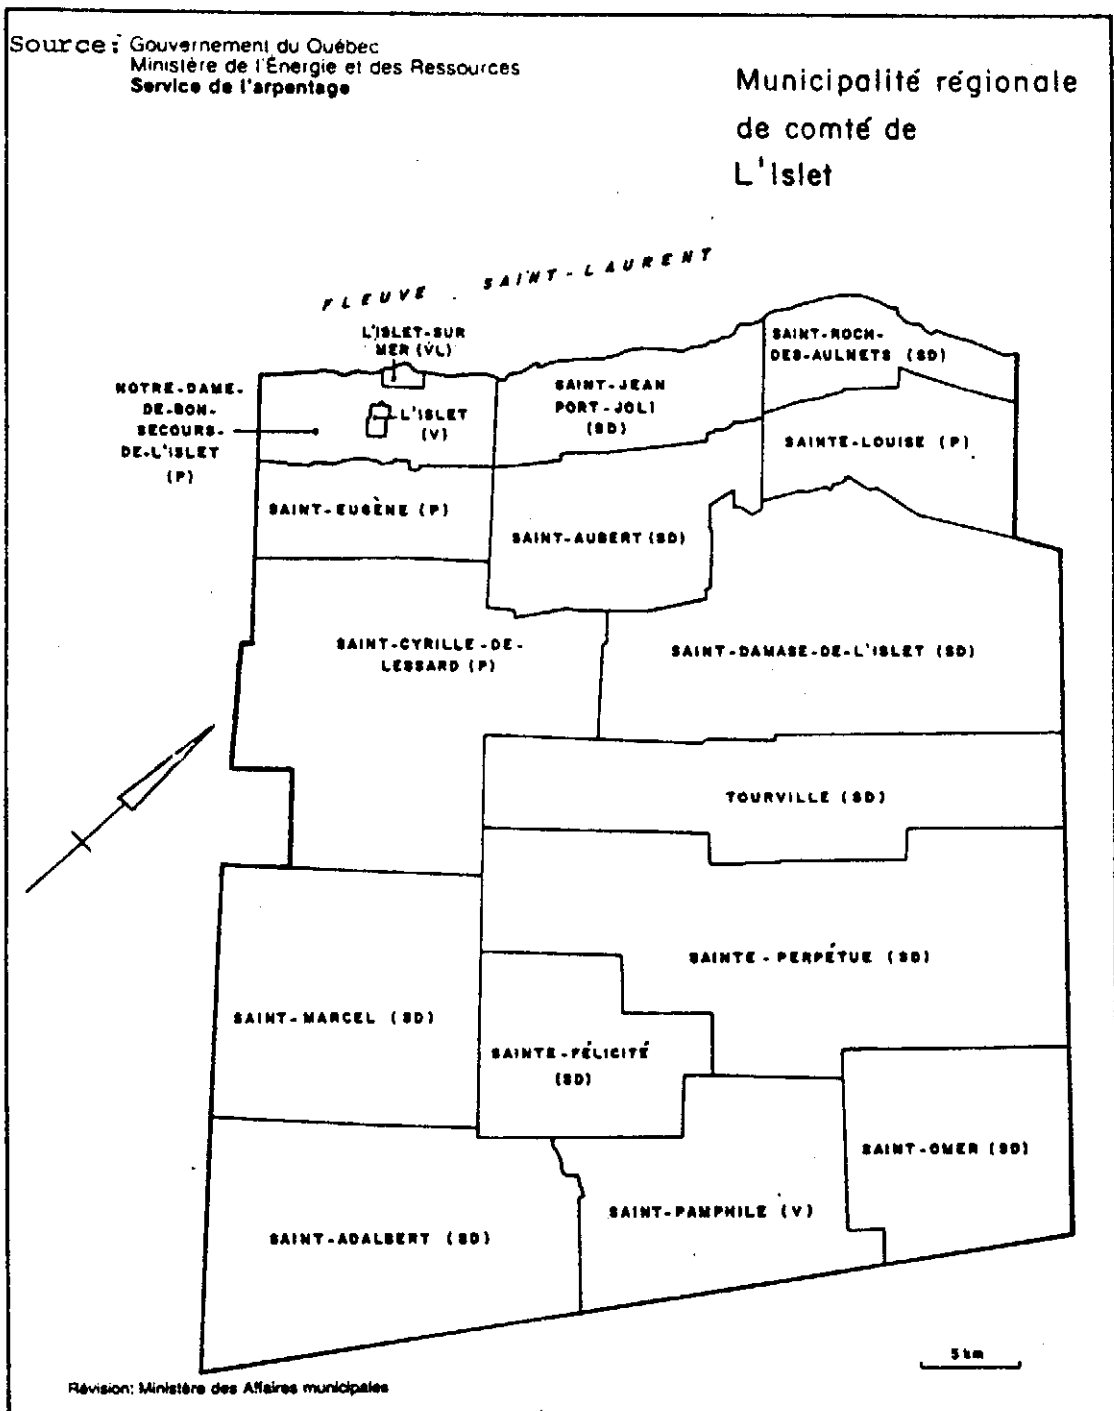 Source: Gouvernement du Québec
Ministère de l'Énergie et des Ressources
Service de l'arpentage
Municipalité régionale
de comté de
L'Islet
FLEUVE SAINT-LAURENT
L'ISLET-SUR
MER (VL)
SAINT-ROCH-
DES-AULNETS (SD)
NOTRE-DAME-
DE-BON-
SECOURS-
DE-L'ISLET
(P)
L'ISLET
(V)
SAINT-JEAN
PORT-JOLI
(SD)
SAINTE-LOUISE (P)
SAINT-EUGÈNE (P)
SAINT-AUBERT (SD)
SAINT-CYRILLE-DE-
LESSARD (P)
SAINT-DAMASE-DE-L'ISLET (SD)
TOURVILLE (SD)
SAINTE-PERPÉTUE (SD)
SAINT-MARCEL (SD)
SAINTE-FÉLICITÉ
(SD)
SAINT-OMER (SD)
SAINT-PAMPHILE (V)
SAINT-ADALBERT (SD)
5 km
Révision: Ministère des Affaires municipales